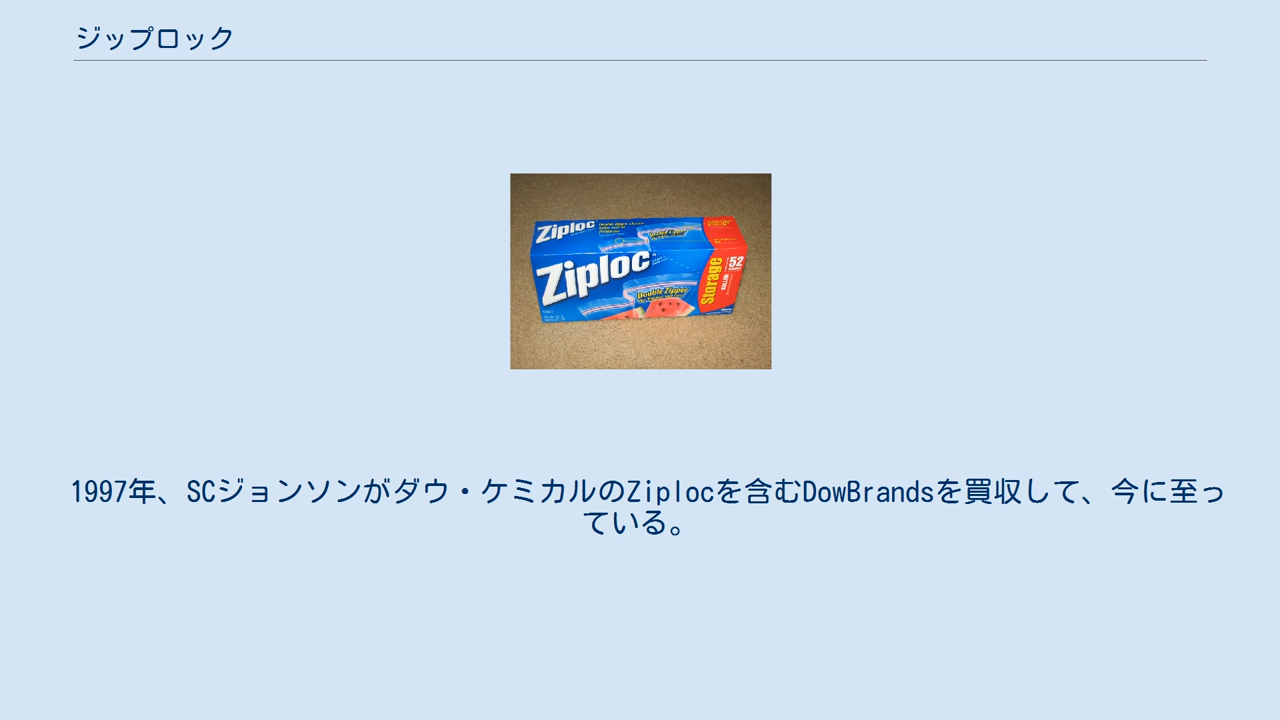 ジップロック
Ziploc
Ziploc
Double Zipper
Storage
52
1997年、SCジョンソンがダウ・ケミカルのZiplocを含むDowBrandsを買収して、今に至っ
ている。